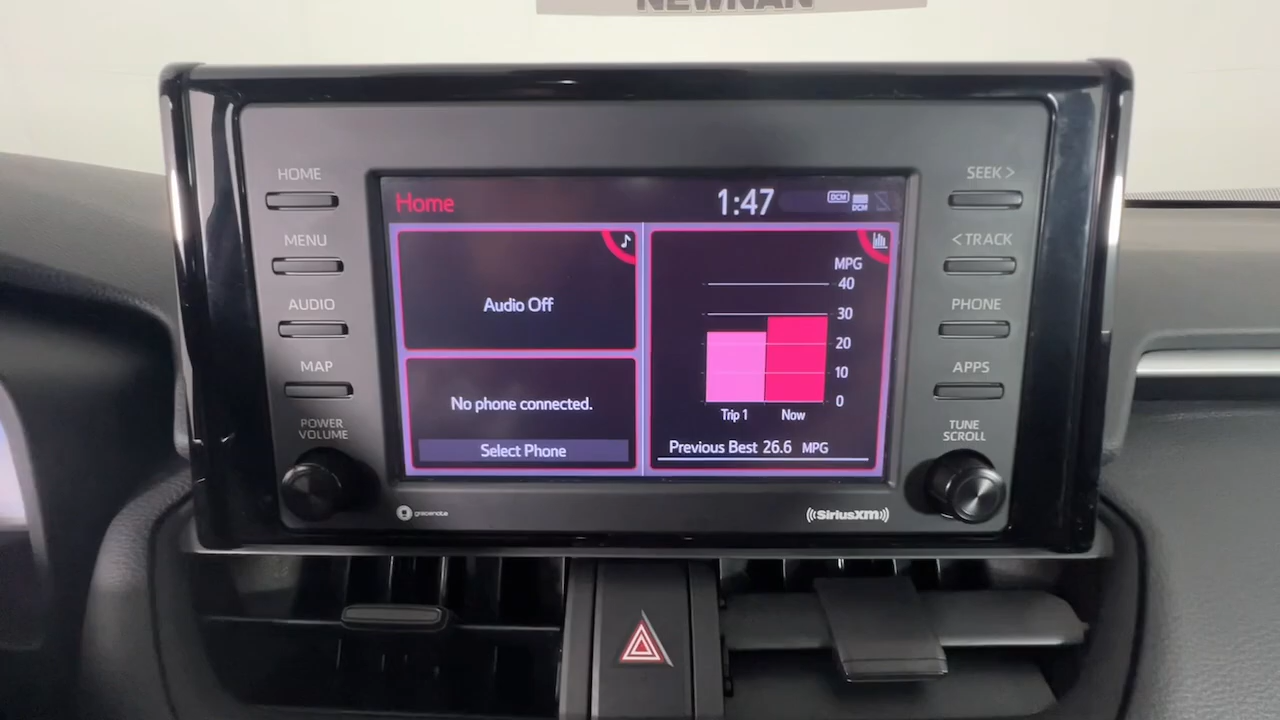 NEWNAN
HOME
MENU
AUDIO
MAP
POWER
VOLUME
Home
1:47
DCM
DCM
Audio Off
No phone connected.
Select Phone
MPG
40
30
20
10
0
Trip 1
Now
Previous Best 26.6 MPG
gracenote
SiriusXM
SEEK >
< TRACK
PHONE
APPS
TUNE
SCROLL